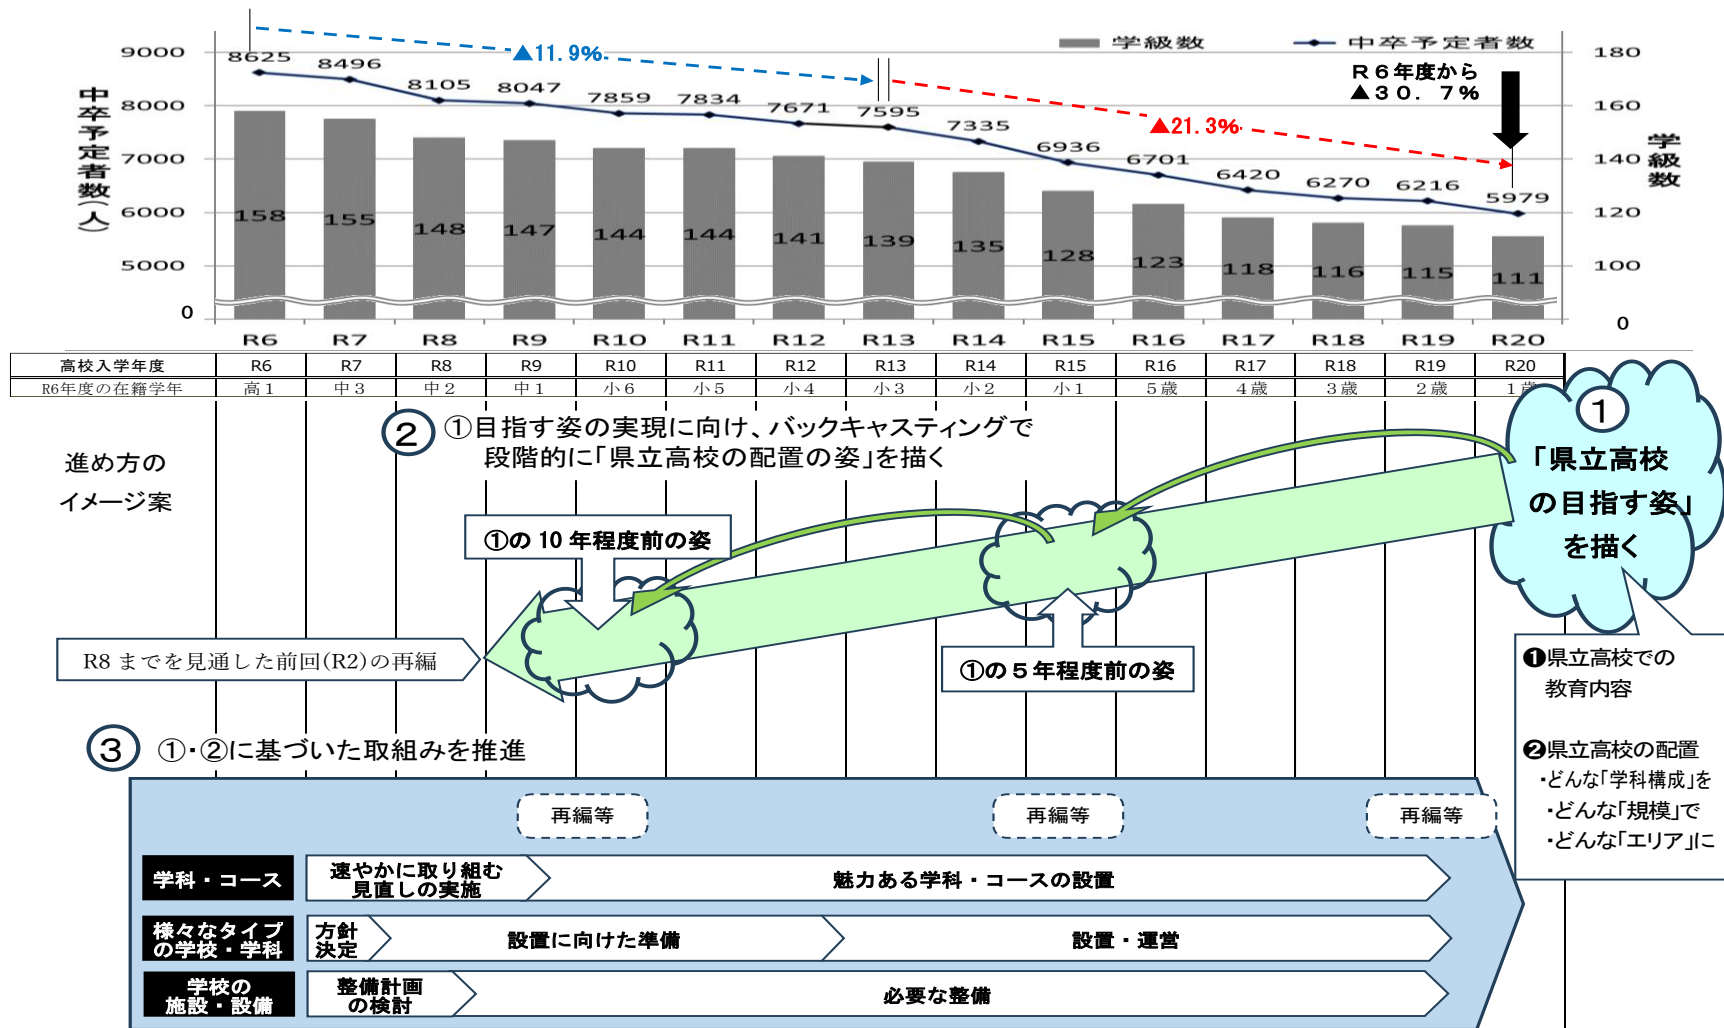 学級数
中卒予定者数
▲11.9%
▲21.3%
R6年度から
▲30.7%
中卒予定者数(人)
学級数
9000
8000
7000
6000
5000
0
180
160
140
120
100
0
8625
8496
8105
8047
7859
7834
7671
7595
7335
6936
6701
6420
6270
6216
5979
158
155
148
147
144
144
141
139
135
128
123
118
116
115
111
R6 R7 R8 R9 R10 R11 R12 R13 R14 R15 R16 R17 R18 R19 R20
高校入学年度 R6 R7 R8 R9 R10 R11 R12 R13 R14 R15 R16 R17 R18 R19 R20
R6年度の在籍学年 高1 中3 中2 中1 小6 小5 小4 小3 小2 小1 5歳 4歳 3歳 2歳 1歳
進め方の
イメージ案
② ①目指す姿の実現に向け、バックキャスティングで
段階的に「県立高校の配置の姿」を描く
①
「県立高校
の目指す姿」
を描く
①の10年程度前の姿
①の5年程度前の姿
R8までを見通した前回(R2)の再編
❶県立高校での
教育内容
❷県立高校の配置
・どんな「学科構成」を
・どんな「規模」で
・どんな「エリア」に
③ ①・②に基づいた取組みを推進
再編等
再編等
再編等
学科・コース
速やかに取り組む
見直しの実施
魅力ある学科・コースの設置
様々なタイプ
の学校・学科
方針
決定
設置に向けた準備
設置・運営
学校の
施設・設備
整備計画
の検討
必要な整備